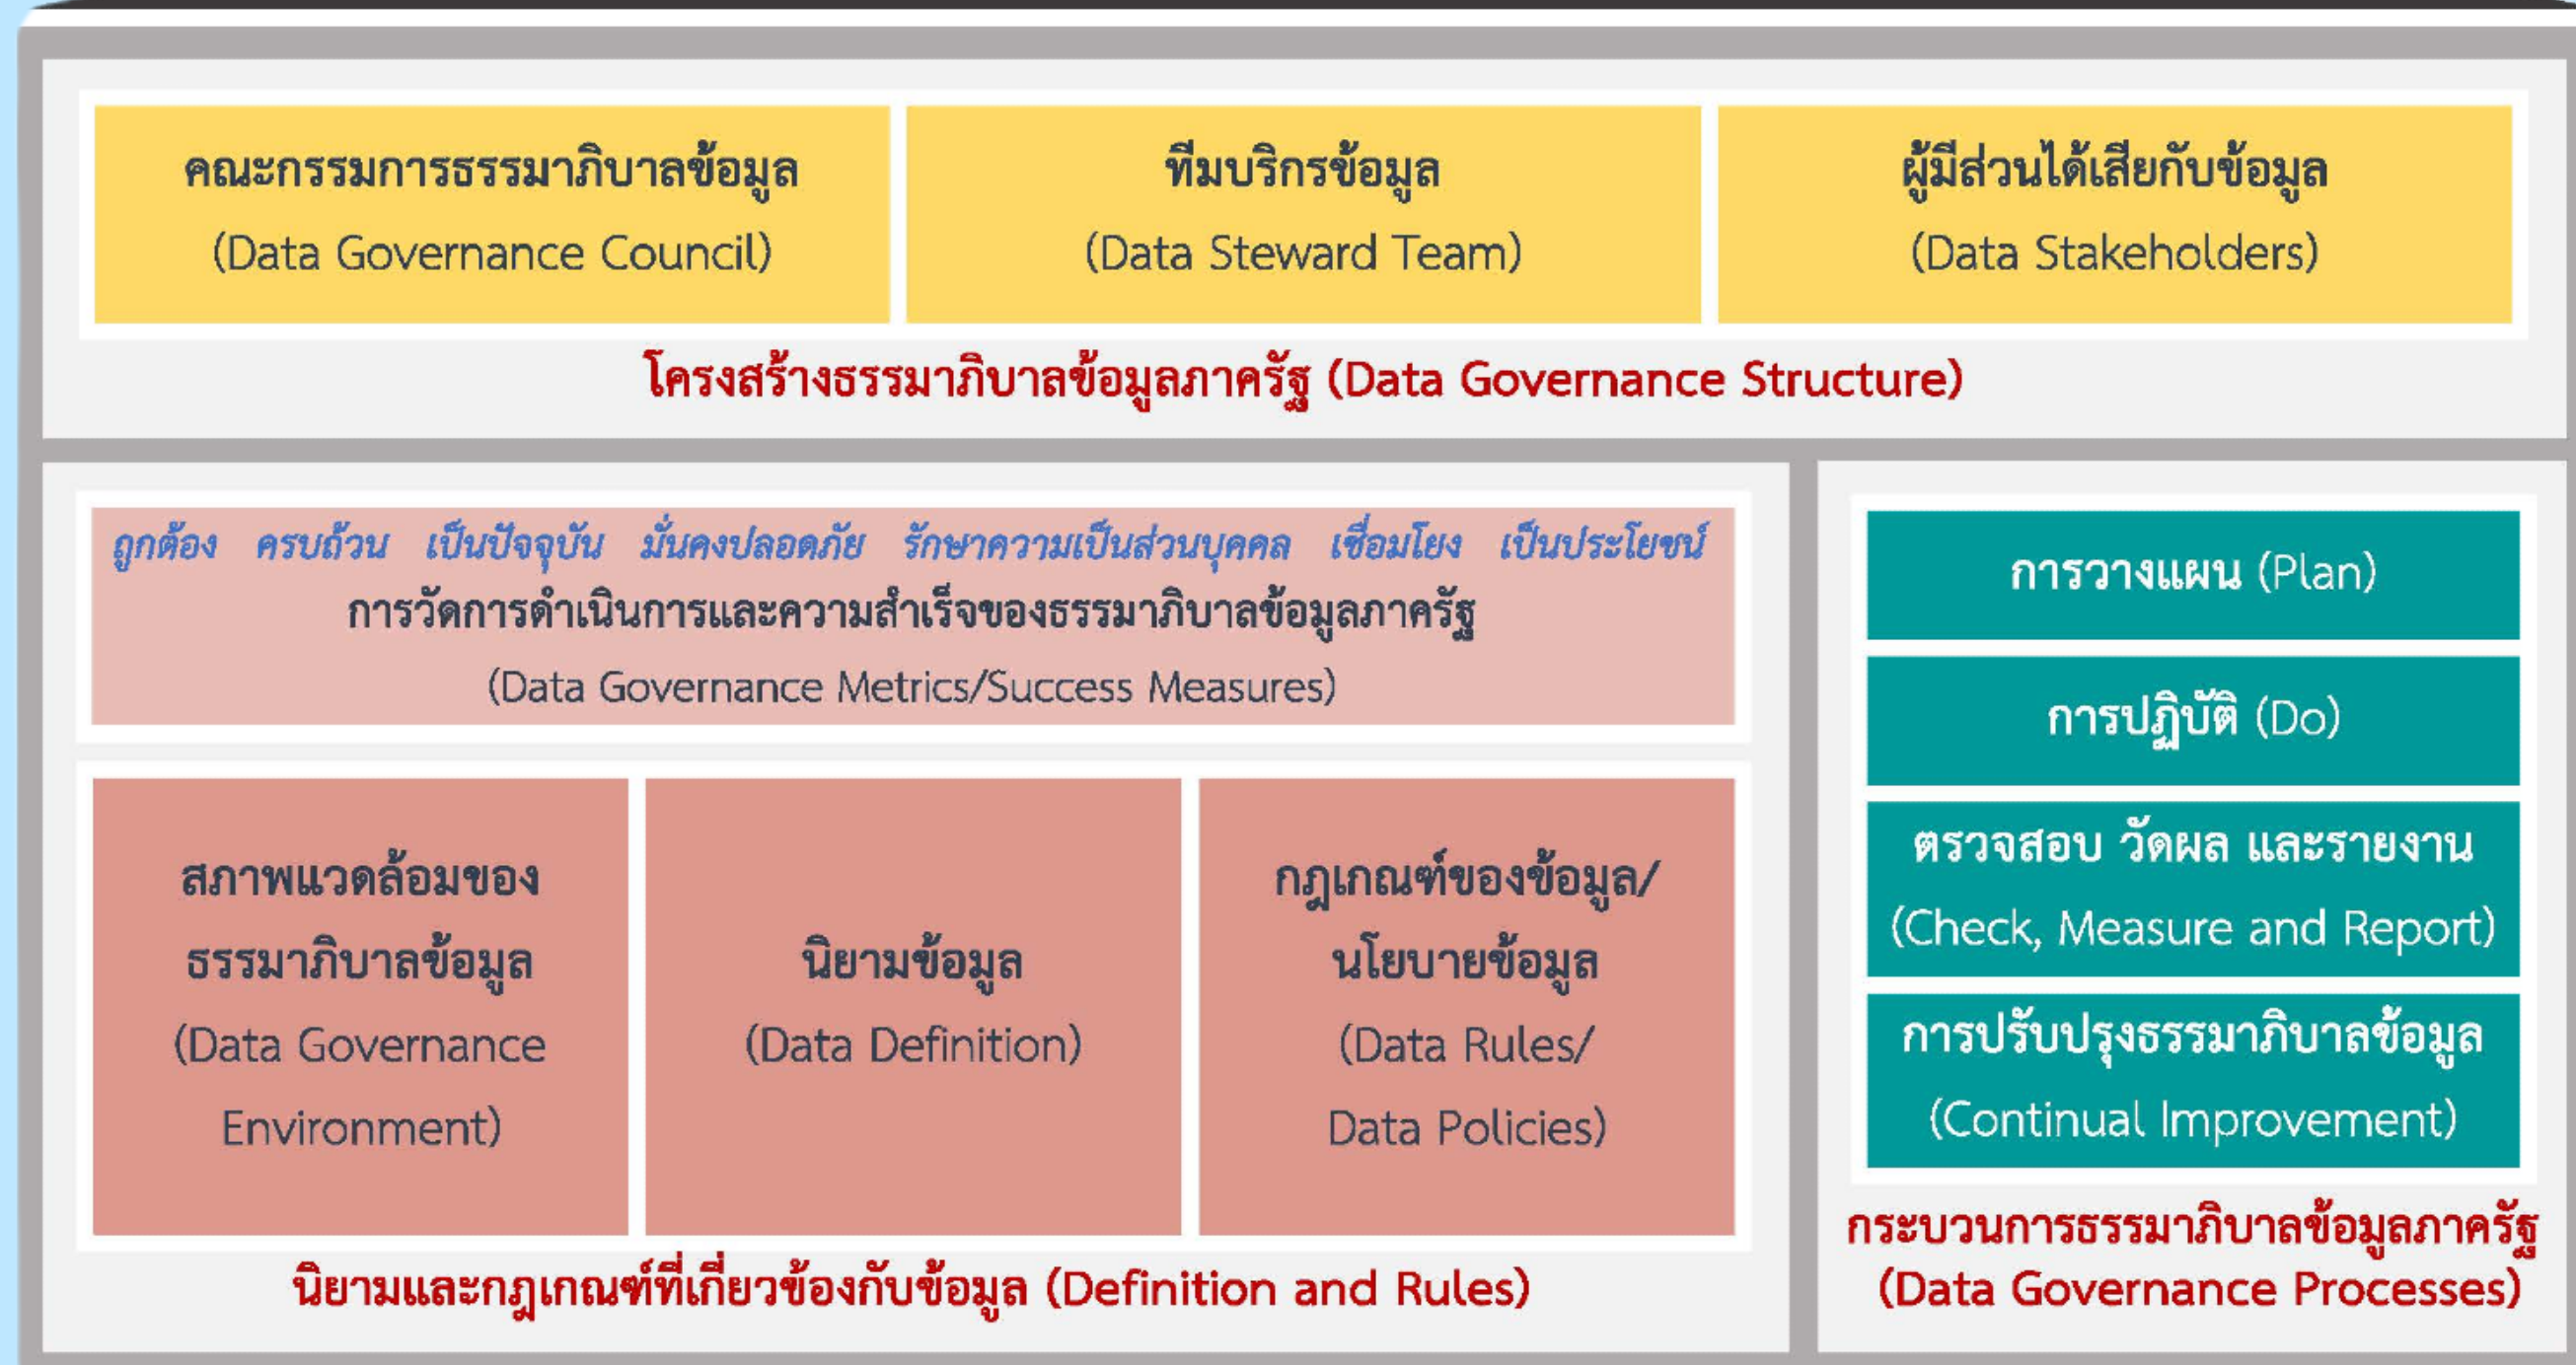 คณะกรรมการธรรมาภิบาลข้อมูล
(Data Governance Council)
ทีมบริกรข้อมูล
(Data Steward Team)
ผู้มีส่วนได้เสียกับข้อมูล
(Data Stakeholders)
โครงสร้างธรรมาภิบาลข้อมูลภาครัฐ (Data Governance Structure)
ถูกต้อง ครบถ้วน เป็นปัจจุบัน มั่นคงปลอดภัย รักษาความเป็นส่วนบุคคล เชื่อมโยง เป็นประโยชน์
การวัดการดำเนินการและความสำเร็จของธรรมาภิบาลข้อมูลภาครัฐ
(Data Governance Metrics/Success Measures)
สภาพแวดล้อมของ
ธรรมาภิบาลข้อมูล
(Data Governance
Environment)
นิยามข้อมูล
(Data Definition)
กฎเกณฑ์ของข้อมูล/
นโยบายข้อมูล
(Data Rules/
Data Policies)
นิยามและกฎเกณฑ์ที่เกี่ยวข้องกับข้อมูล (Definition and Rules)
การวางแผน (Plan)
การปฏิบัติ (Do)
ตรวจสอบ วัดผล และรายงาน
(Check, Measure and Report)
การปรับปรุงธรรมาภิบาลข้อมูล
(Continual Improvement)
กระบวนการธรรมาภิบาลข้อมูลภาครัฐ
(Data Governance Processes)